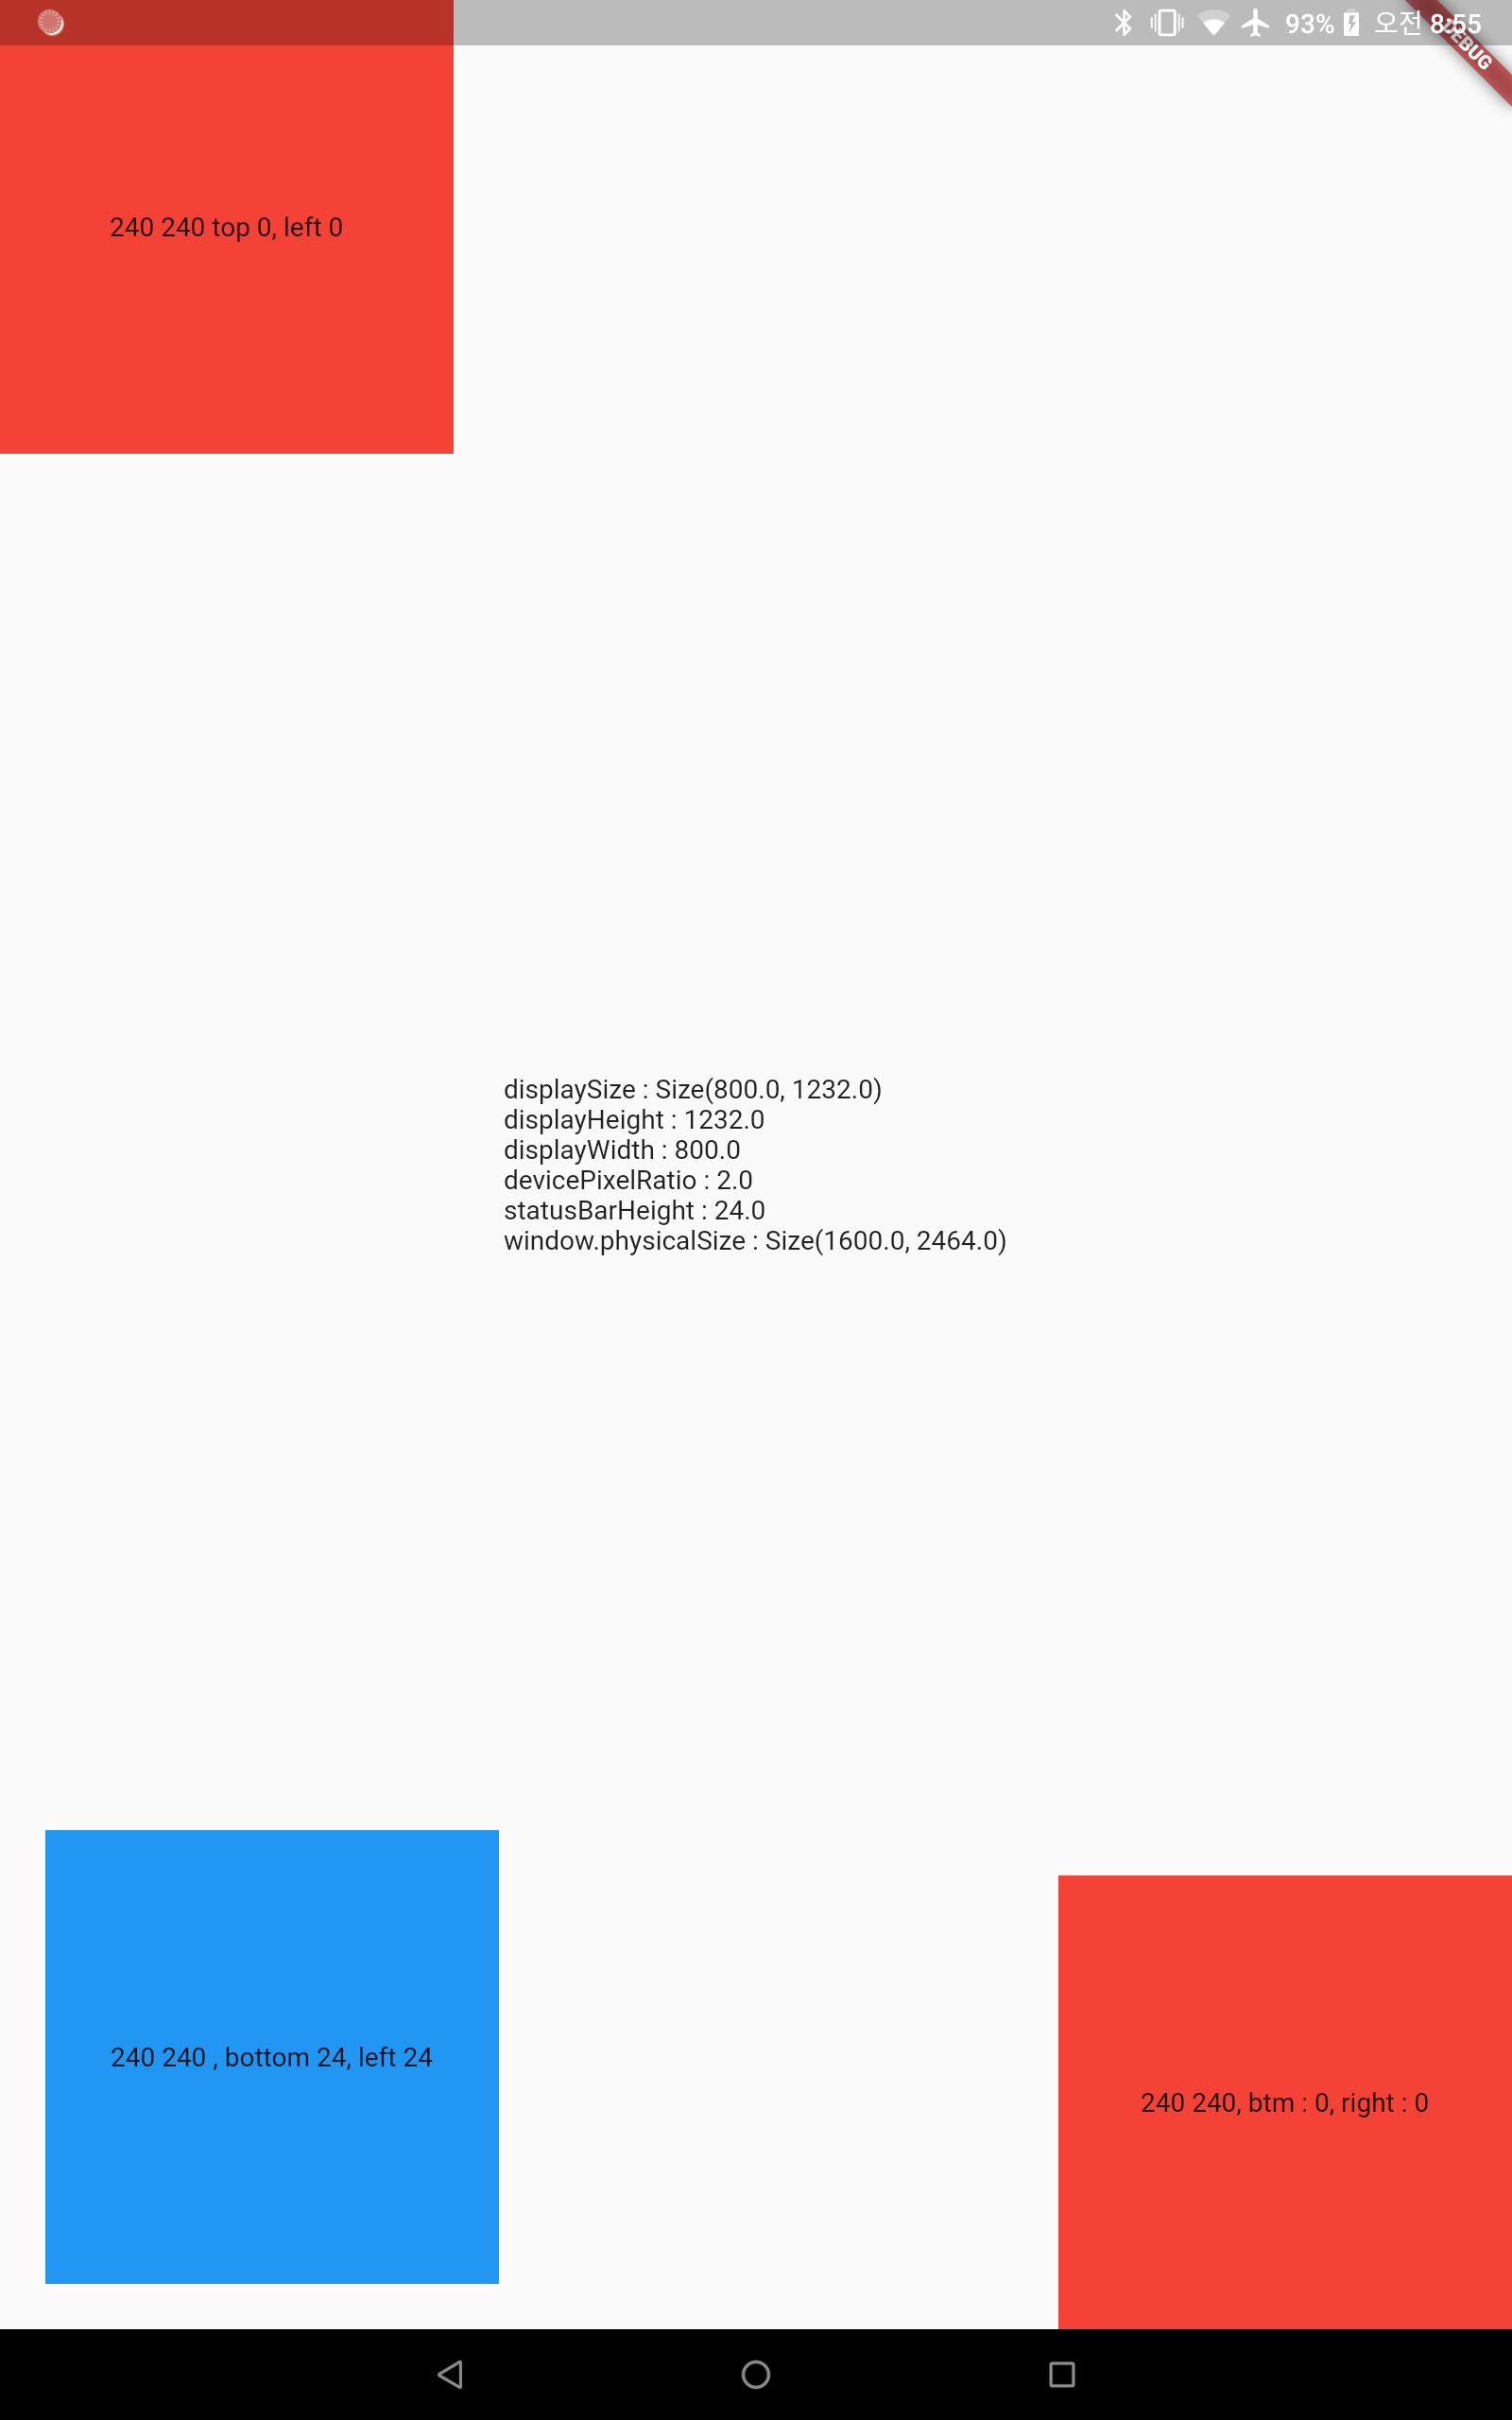 93% 오전 8:55
DEBUG
240 240 top 0, left 0
displaySize : Size(800.0, 1232.0)
displayHeight : 1232.0
displayWidth : 800.0
devicePixelRatio : 2.0
statusBarHeight : 24.0
window.physicalSize : Size(1600.0, 2464.0)
240 240 , bottom 24, left 24
240 240, btm : 0, right : 0